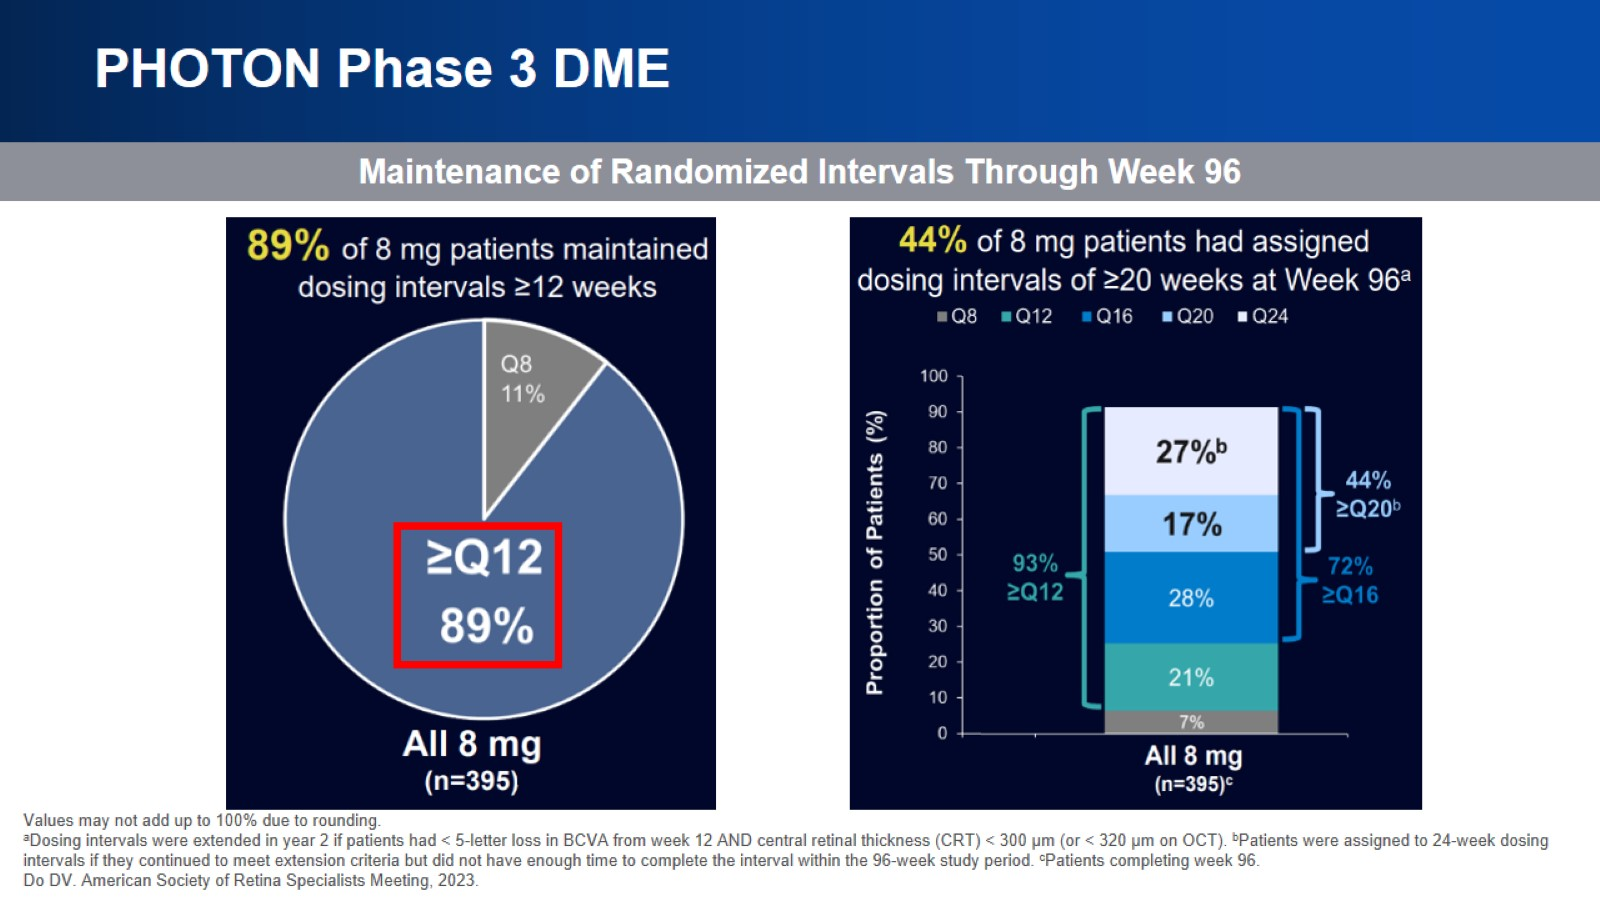 PHOTON Phase 3 DME
Maintenance of Randomized Intervals Through Week 96
89% of 8 mg patients maintained
dosing intervals ≥12 weeks
Q8
11%
≥Q12
89%
All 8 mg
(n=395)
44% of 8 mg patients had assigned
dosing intervals of ≥20 weeks at Week 96ᵃ
Q8 Q12 Q16 Q20 Q24
Proportion of Patients (%)
100
90
80
70
60
50
40
30
20
10
0
27%ᵇ
17%
28%
21%
7%
93%
≥Q12
44%
≥Q20ᵇ
72%
≥Q16
All 8 mg
(n=395)ᶜ
Values may not add up to 100% due to rounding.
ᵃDosing intervals were extended in year 2 if patients had < 5-letter loss in BCVA from week 12 AND central retinal thickness (CRT) < 300 µm (or < 320 µm on OCT). ᵇPatients were assigned to 24-week dosing
intervals if they continued to meet extension criteria but did not have enough time to complete the interval within the 96-week study period. ᶜPatients completing week 96.
Do DV. American Society of Retina Specialists Meeting, 2023.